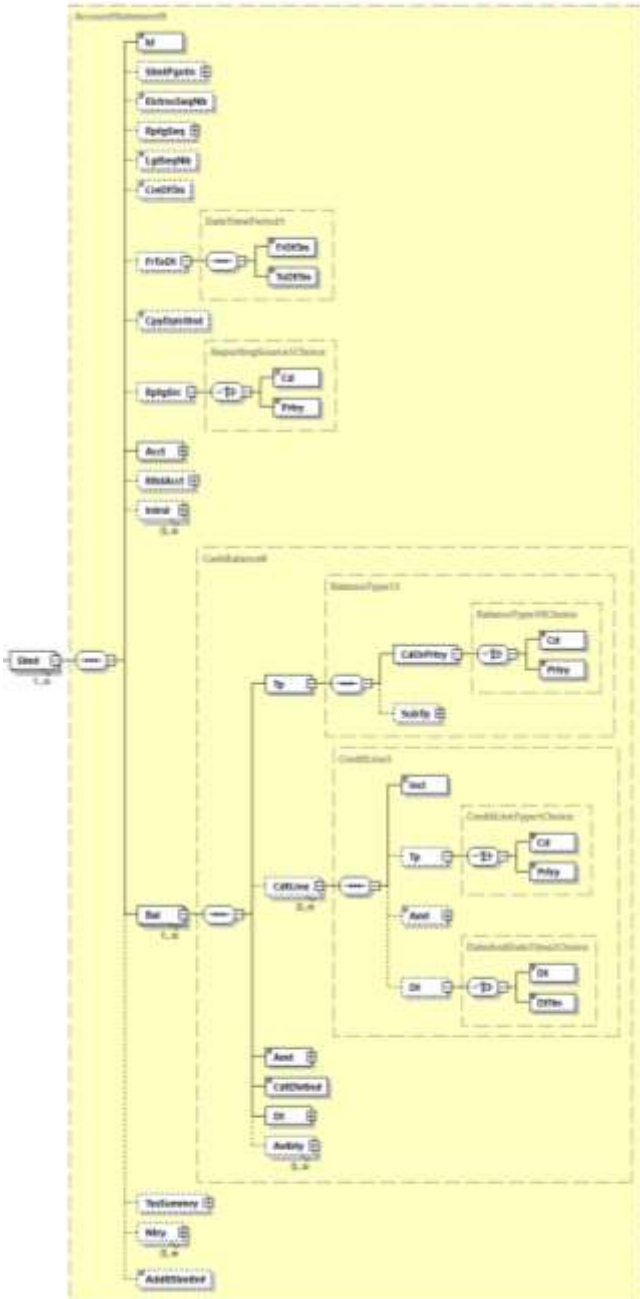 AccountStatement9
Id
StmtPgntn
ElctrncSeqNb
RptgSeq
LglSeqNb
CreDtTm
DateTimePeriod1
FrToDt
FrDtTm
ToDtTm
CpyDplctInd
ReportingSource1Choice
RptgSrc
Cd
Prtry
Acct
RltdAcct
Intrst
0..∞
CashBalance8
BalanceType13
BalanceType10Choice
Stmt
1..∞
Tp
CdOrPrtry
Cd
Prtry
SubTp
CreditLine3
Incl
CreditLineType1Choice
Tp
Cd
Prtry
CdtLine
0..∞
Bal
1..∞
Amt
DateAndDateTime2Choice
Dt
Dt
DtTm
Amt
CdtDbtInd
Dt
Avlbty
0..∞
TxsSummry
Ntry
0..∞
AddtlStmtInf